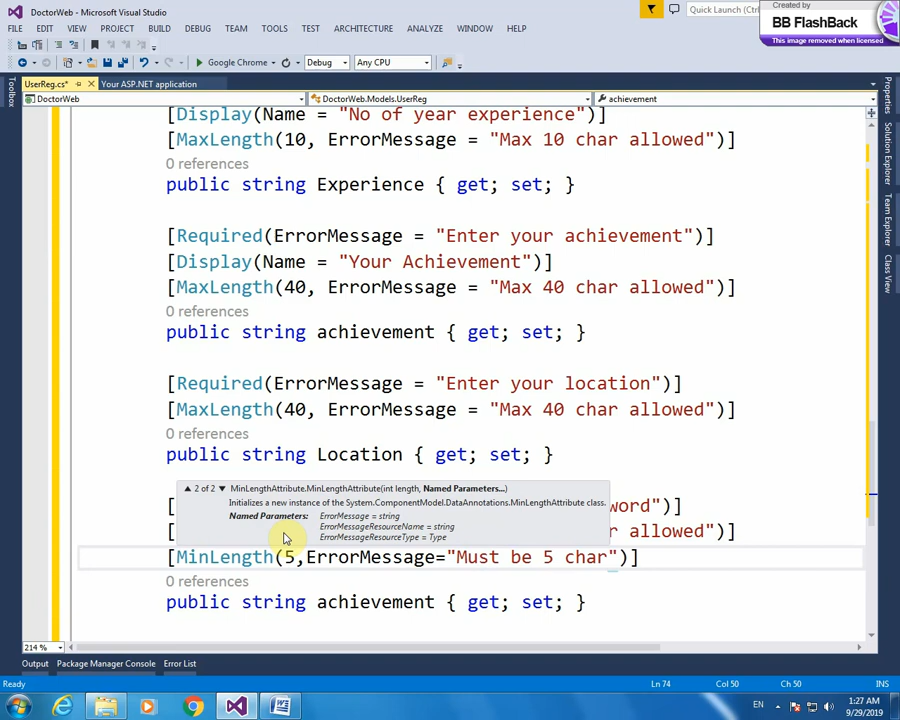 DoctorWeb - Microsoft Visual Studio
Quick Launch (Ctrl
Created by
BB FlashBack
This image removed when licensed
FILE EDIT VIEW PROJECT BUILD DEBUG TEAM TOOLS TEST ARCHITECTURE ANALYZE WINDOW HELP
Google Chrome Debug Any CPU
Toolbox
UserReg.cs* Your ASP.NET application
DoctorWeb DoctorWeb.Models.UserReg achievement
[Display(Name = "No of year experience")]
[MaxLength(10, ErrorMessage = "Max 10 char allowed")]
0 references
public string Experience { get; set; }
[Required(ErrorMessage = "Enter your achievement")]
[Display(Name = "Your Achievement")]
[MaxLength(40, ErrorMessage = "Max 40 char allowed")]
0 references
public string achievement { get; set; }
[Required(ErrorMessage = "Enter your location")]
[MaxLength(40, ErrorMessage = "Max 40 char allowed")]
0 references
public string Location { get; set; }
2 of 2 MinLengthAttribute.MinLengthAttribute(int length, Named Parameters...)
Initializes a new instance of the System.ComponentModel.DataAnnotations.MinLengthAttribute class.
Named Parameters: ErrorMessage = string
ErrorMessageResourceName = string
ErrorMessageResourceType = Type
[ word")]
[ r allowed")]
[MinLength(5,ErrorMessage="Must be 5 char")]
0 references
public string achievement { get; set; }
Properties
Solution Explorer
Team Explorer
Class View
214 %
Output Package Manager Console Error List
Ready Ln 74 Col 50 Ch 50 INS
EN 1:27 AM
9/29/2019